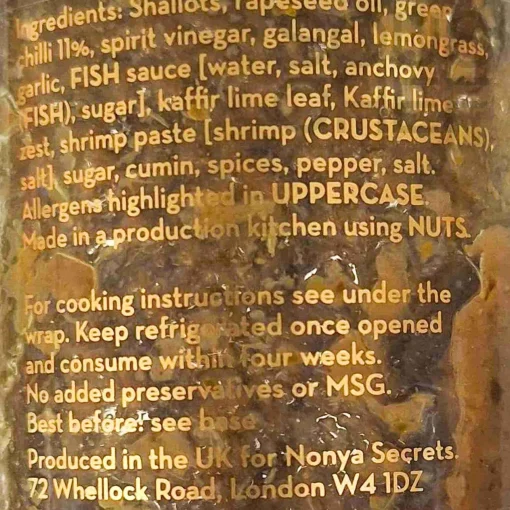 Ingredients: Shallots, rapeseed oil, green
chilli 11%, spirit vinegar, galangal, lemongrass,
garlic, FISH sauce [water, salt, anchovy
(FISH), sugar], kaffir lime leaf, Kaffir lime
zest, shrimp paste [shrimp (CRUSTACEANS),
salt], sugar, cumin, spices, pepper, salt.
Allergens highlighted in UPPERCASE.
Made in a production kitchen using NUTS.
For cooking instructions see under the
wrap. Keep refrigerated once opened
and consume within four weeks.
No added preservatives or MSG.
Best before: see base
Produced in the UK for Nonya Secrets.
72 Whellock Road, London W4 1DZ